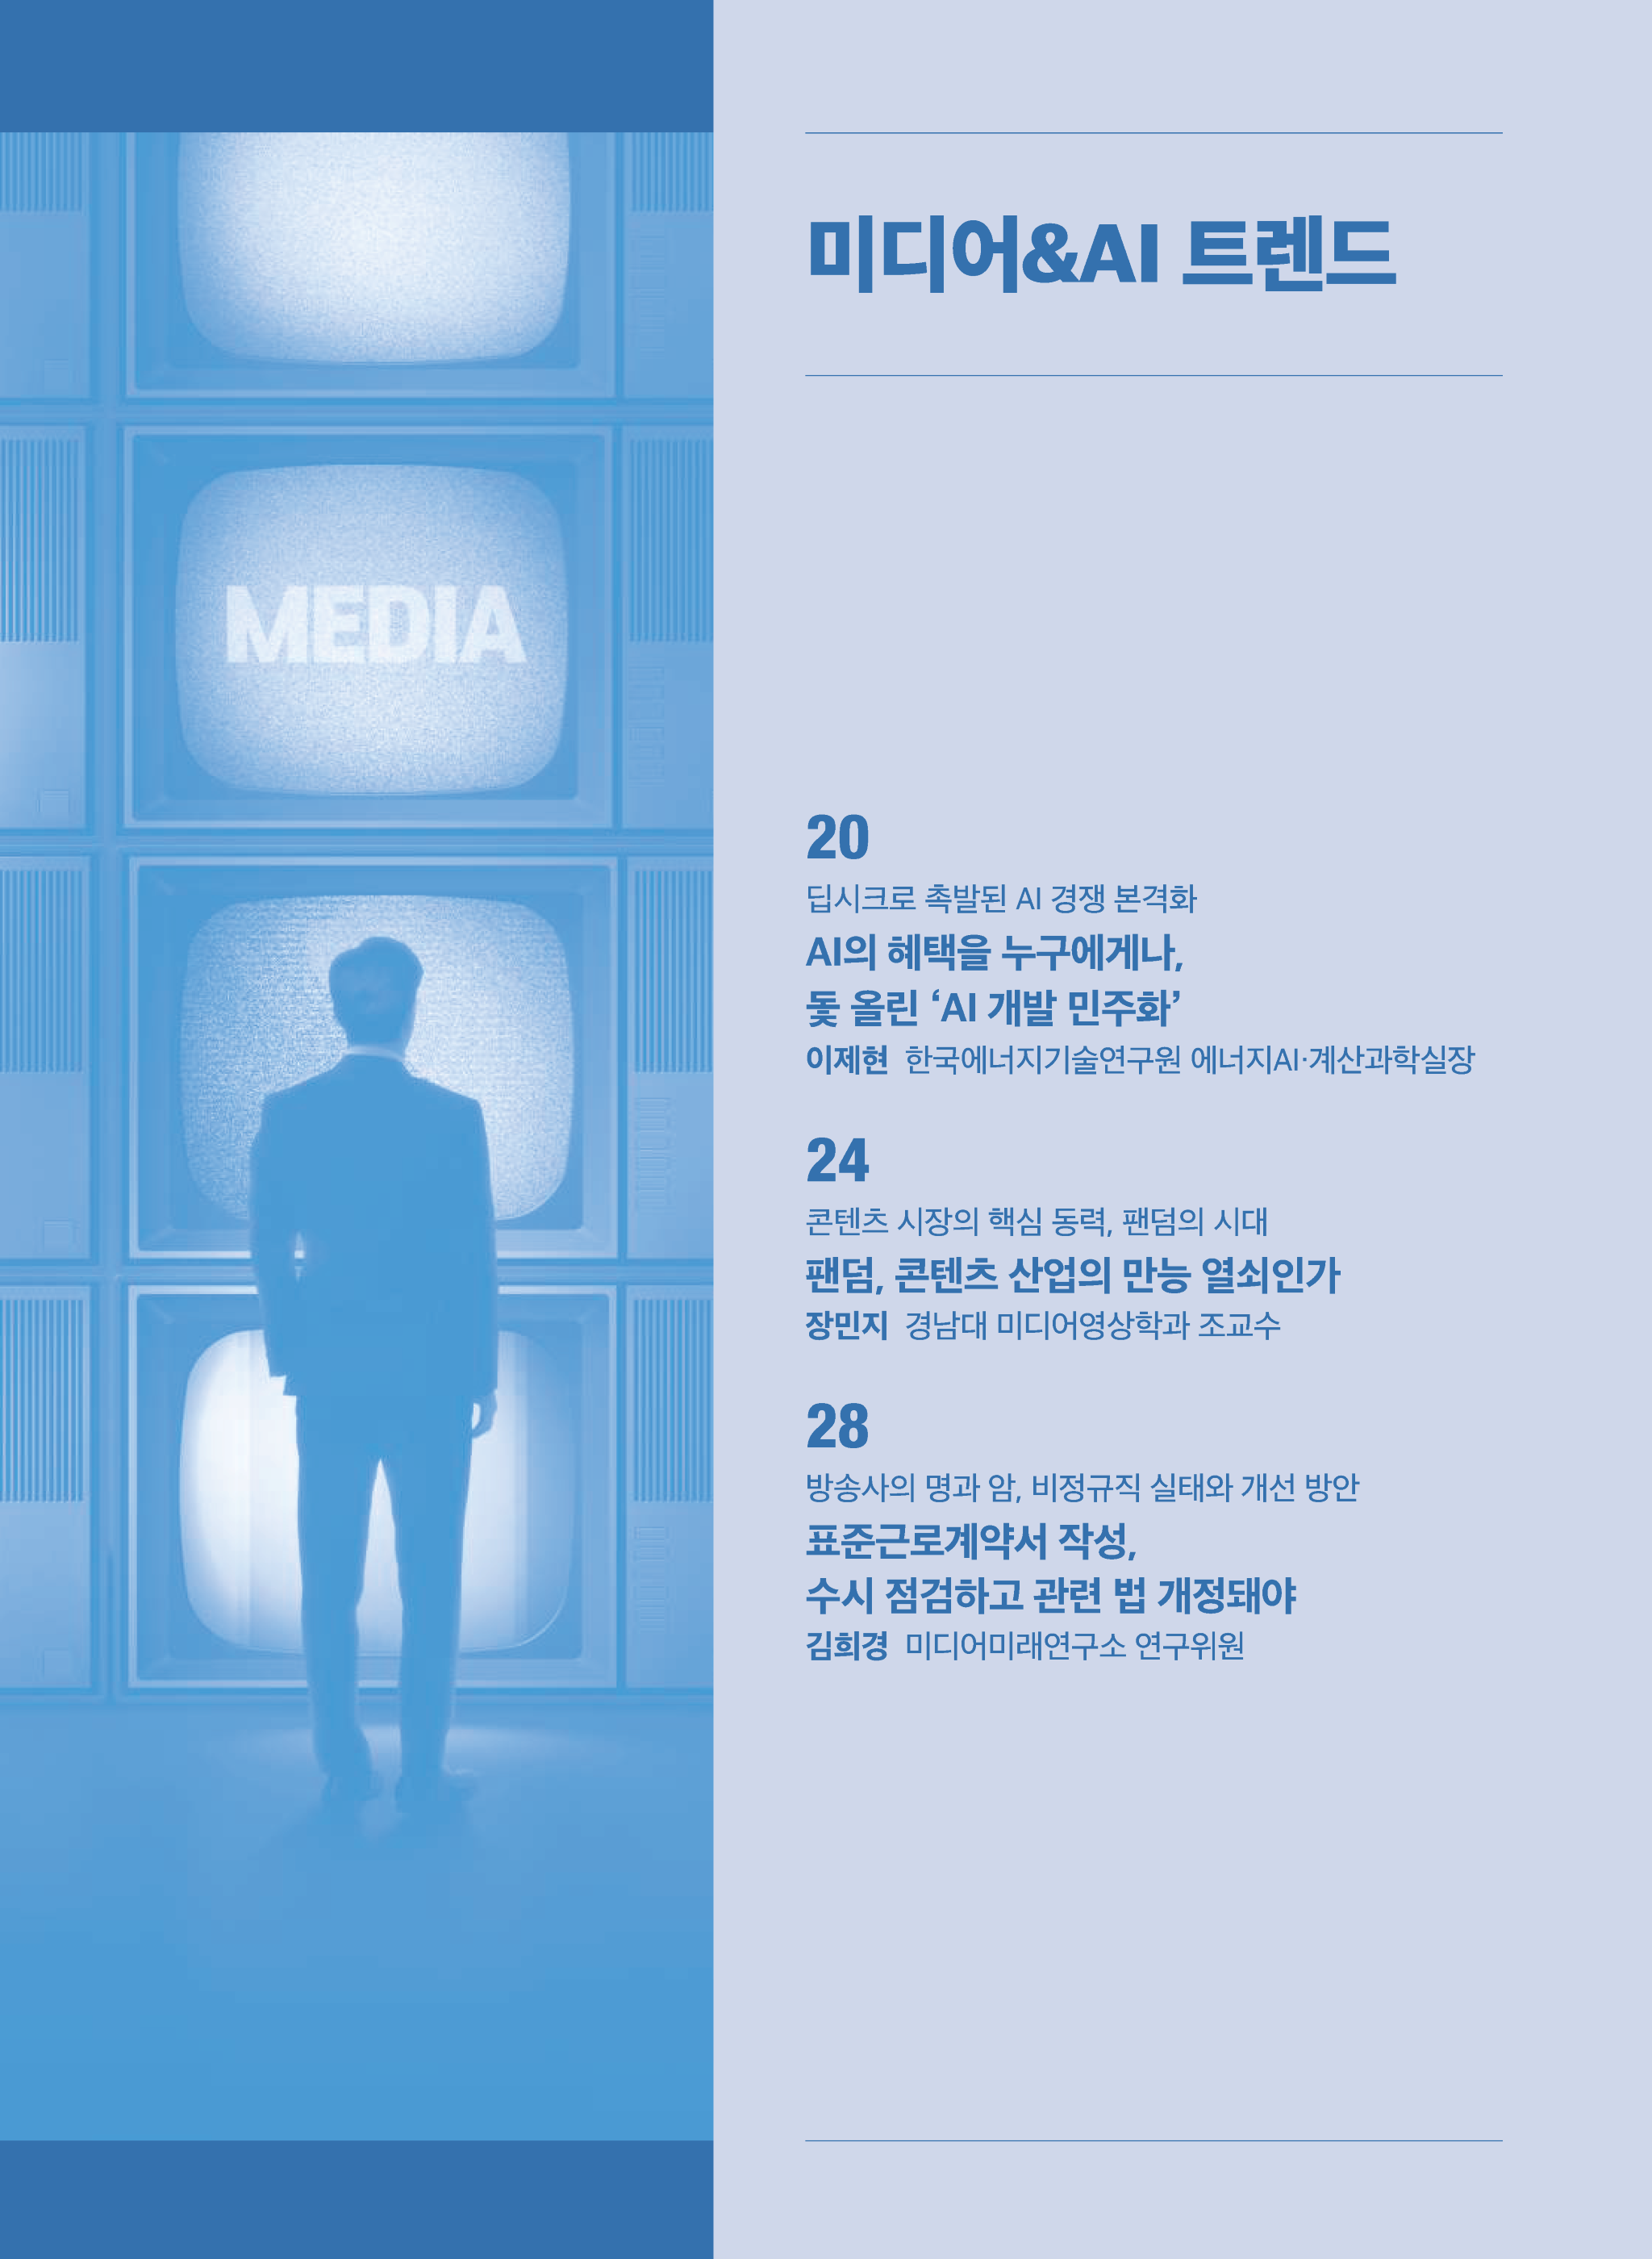 미디어&AI 트렌드
MEDIA
20
딥시크로 촉발된 AI 경쟁 본격화
AI의 혜택을 누구에게나,
돛 올린 ‘AI 개발 민주화’
이제현 한국에너지기술연구원 에너지AI·계산과학실장
24
콘텐츠 시장의 핵심 동력, 팬덤의 시대
팬덤, 콘텐츠 산업의 만능 열쇠인가
장민지 경남대 미디어영상학과 조교수
28
방송사의 명과 암, 비정규직 실태와 개선 방안
표준근로계약서 작성,
수시 점검하고 관련 법 개정돼야
김희경 미디어미래연구소 연구위원